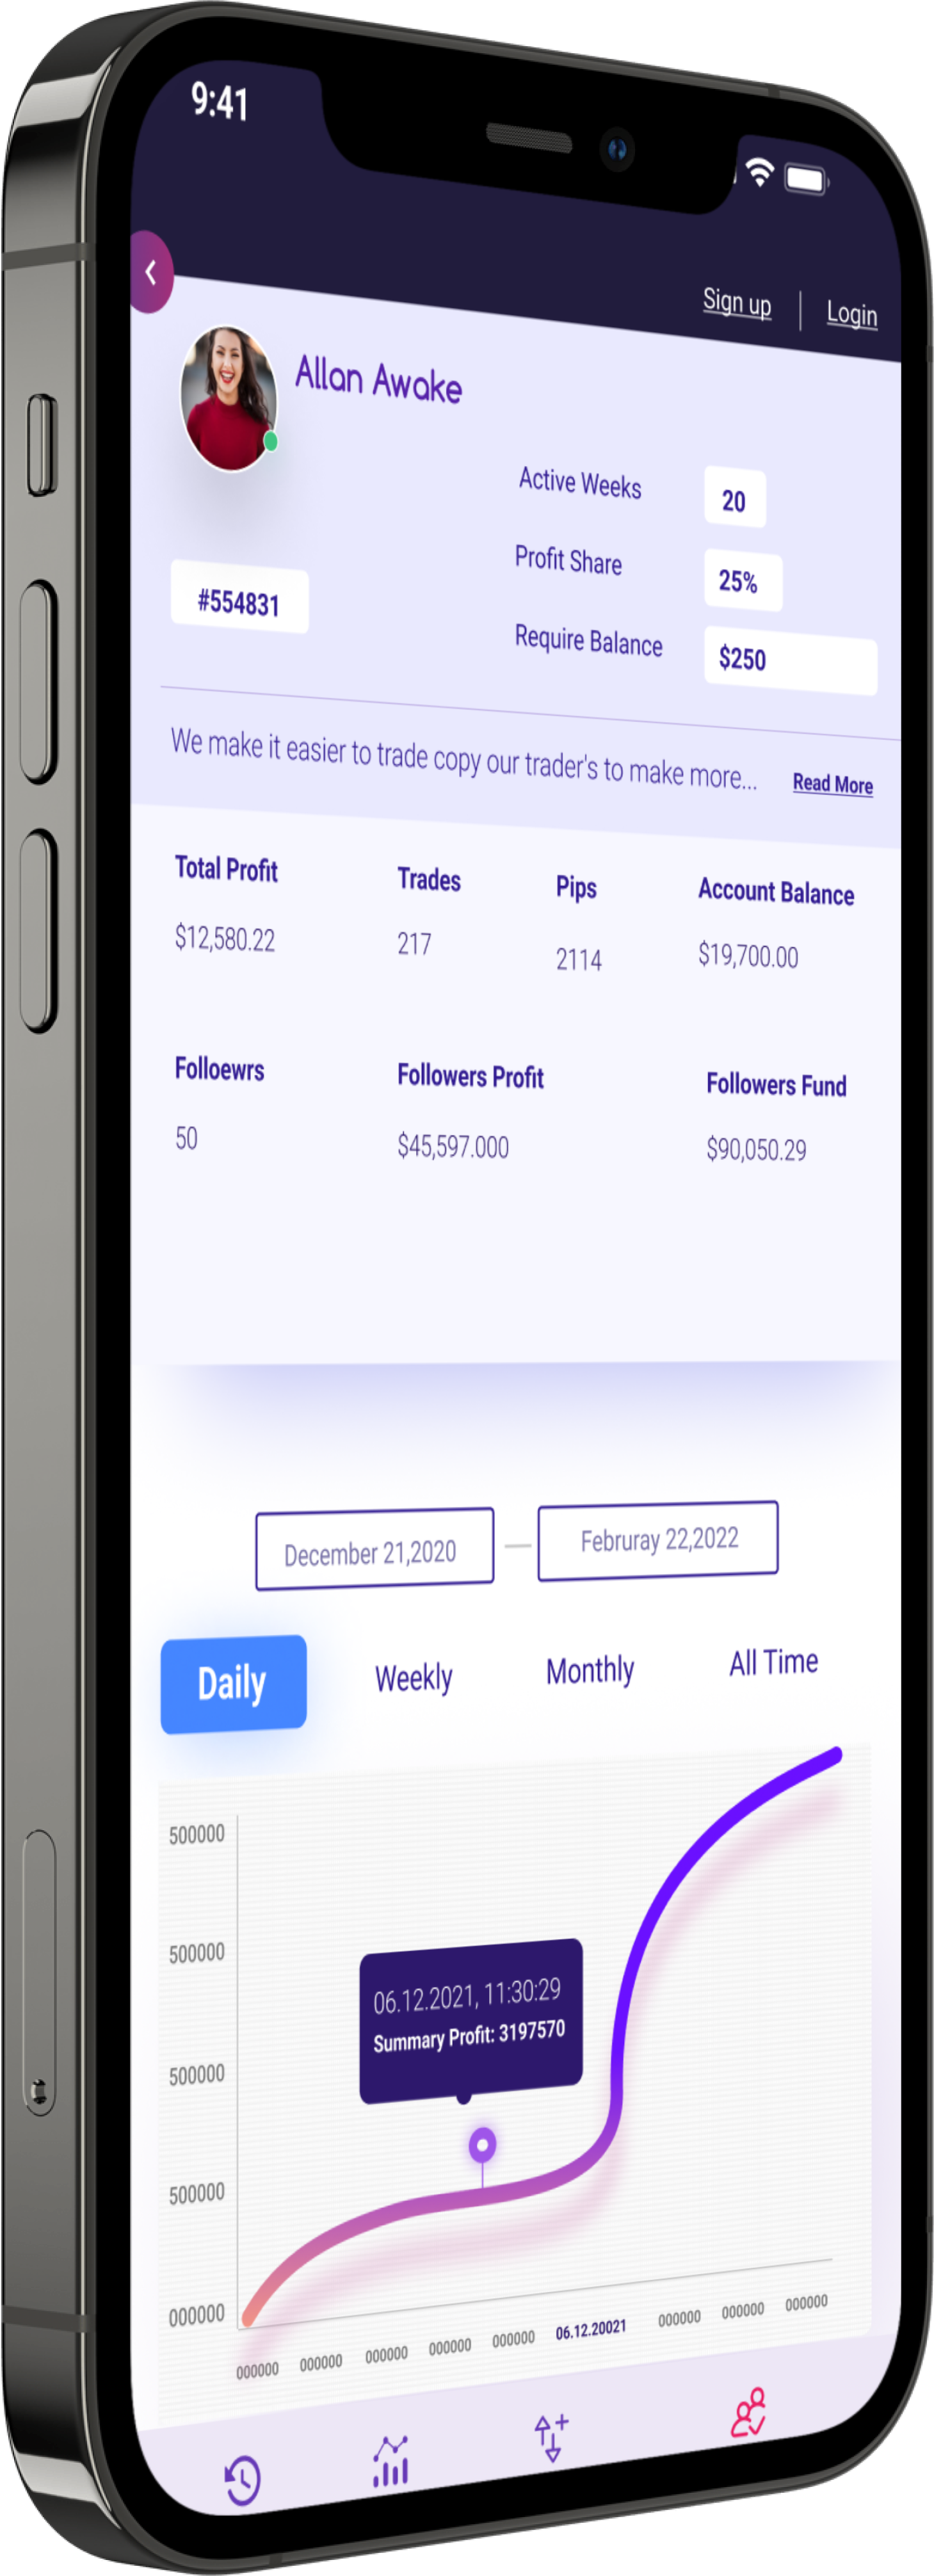 9:41
Sign up | Login
Allan Awake
Active Weeks 20
Profit Share 25%
#554831
Require Balance $250
We make it easier to trade copy our trader's to make more... Read More
Total Profit Trades Pips Account Balance
$12,580.22 217 2114 $19,700.00
Folloewrs Followers Profit Followers Fund
50 $45,597.000 $90,050.29
December 21,2020 — Februray 22,2022
Daily Weekly Monthly All Time
500000
500000
06.12.2021, 11:30:29
Summary Profit: 3197570
500000
500000
000000
000000 000000 000000 000000 000000 06.12.20021 000000 000000 000000